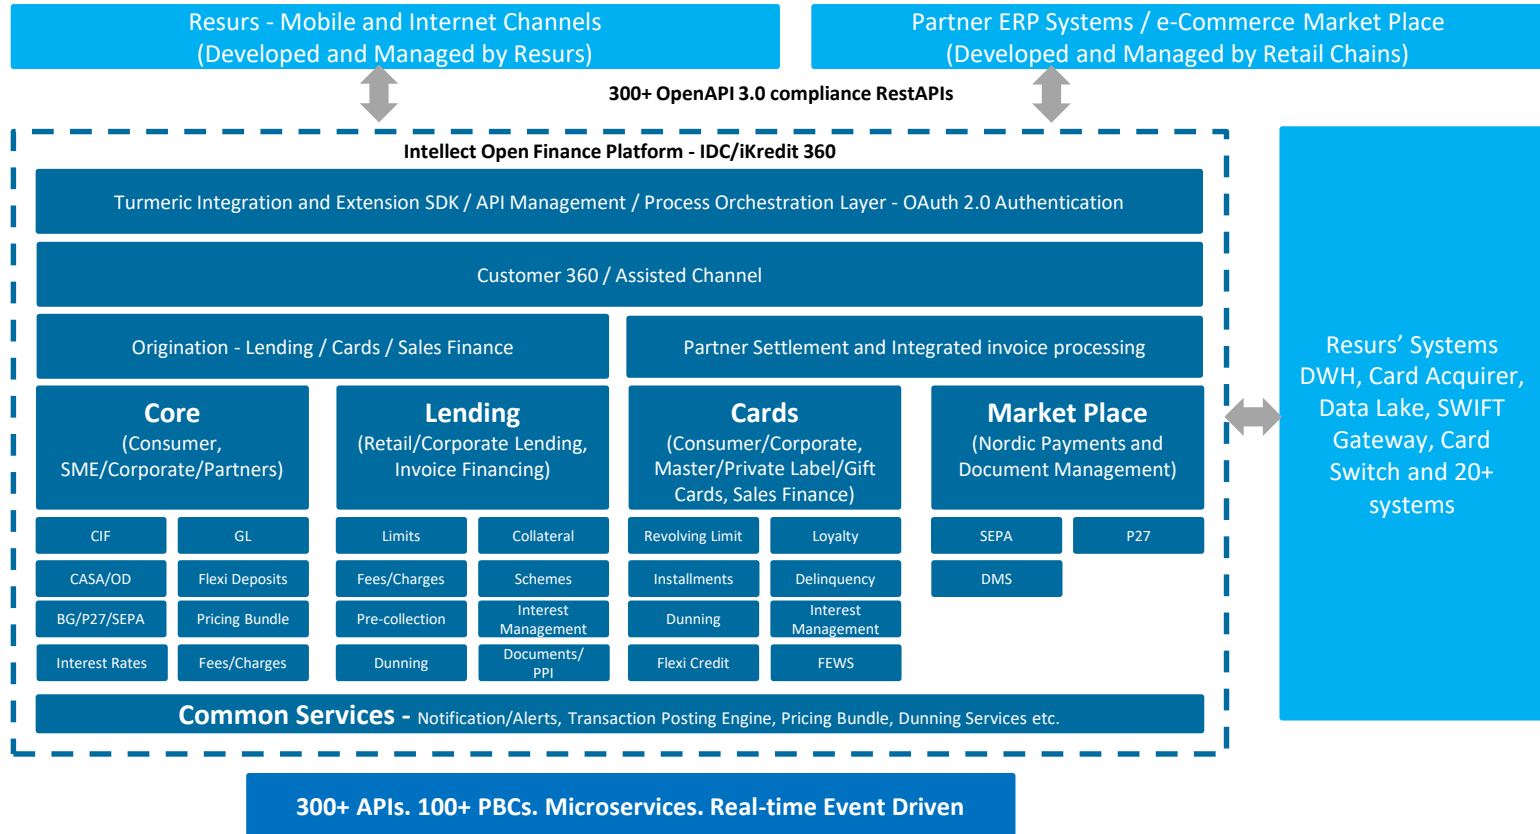 Resurs - Mobile and Internet Channels
(Developed and Managed by Resurs)
Partner ERP Systems / e-Commerce Market Place
(Developed and Managed by Retail Chains)
300+ OpenAPI 3.0 compliance RestAPIs
Intellect Open Finance Platform - IDC/iKredit 360
Turmeric Integration and Extension SDK / API Management / Process Orchestration Layer - OAuth 2.0 Authentication
Customer 360 / Assisted Channel
Origination - Lending / Cards / Sales Finance
Partner Settlement and Integrated invoice processing
Core
(Consumer,
SME/Corporate/Partners)
Lending
(Retail/Corporate Lending,
Invoice Financing)
Cards
(Consumer/Corporate,
Master/Private Label/Gift
Cards, Sales Finance)
Market Place
(Nordic Payments and
Document Management)
CIF
GL
CASA/OD
Flexi Deposits
BG/P27/SEPA
Pricing Bundle
Interest Rates
Fees/Charges
Limits
Collateral
Fees/Charges
Schemes
Pre-collection
Interest
Management
Dunning
Documents/
PPI
Revolving Limit
Loyalty
Installments
Delinquency
Dunning
Interest
Management
Flexi Credit
FEWS
SEPA
P27
DMS
Common Services - Notification/Alerts, Transaction Posting Engine, Pricing Bundle, Dunning Services etc.
Resurs’ Systems
DWH, Card Acquirer,
Data Lake, SWIFT
Gateway, Card
Switch and 20+
systems
300+ APIs. 100+ PBCs. Microservices. Real-time Event Driven